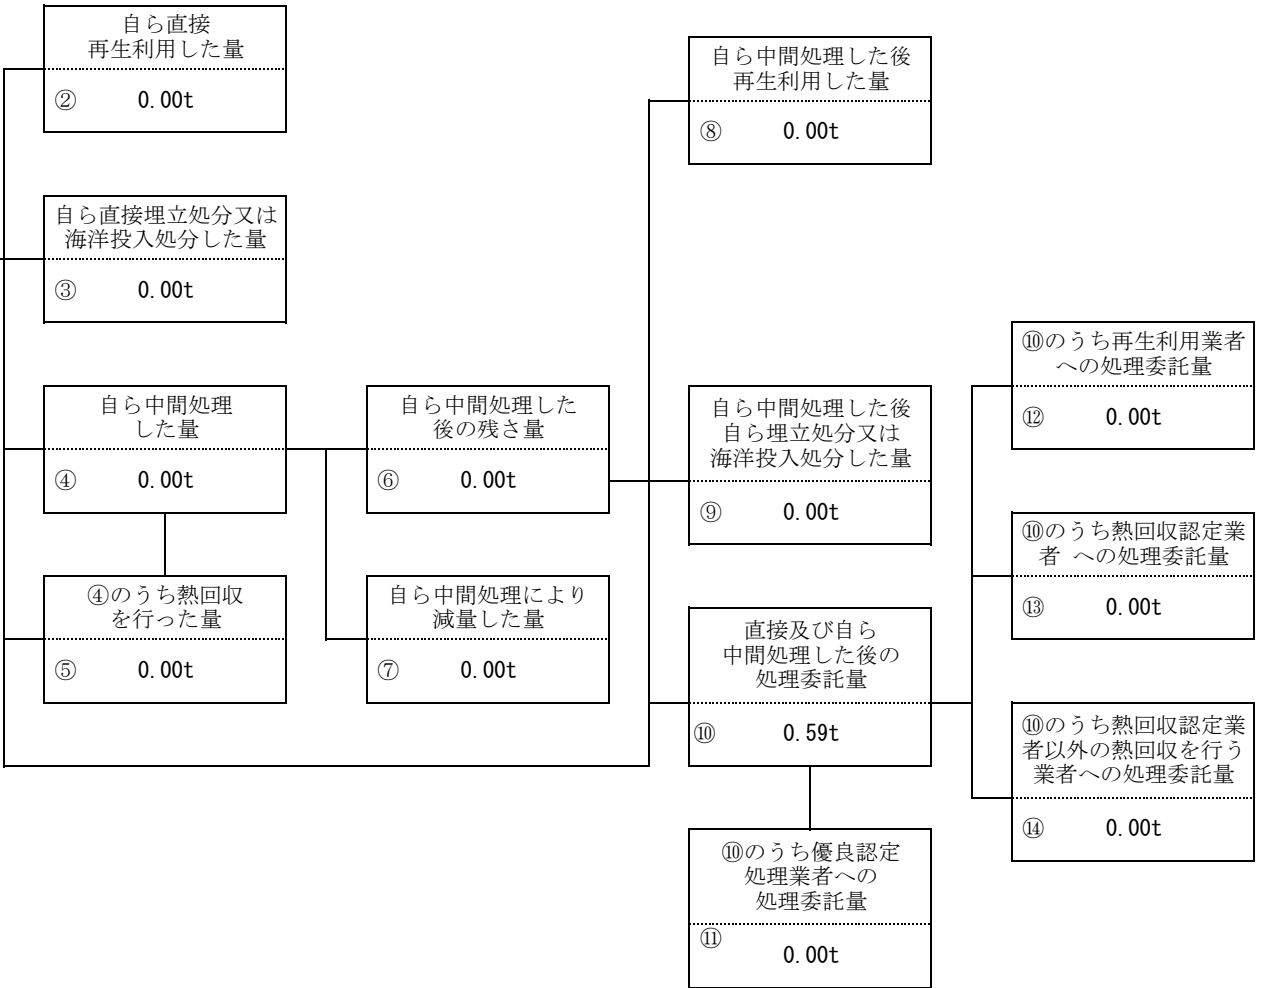 自ら直接
再生利用した量
② 0.00t
自ら中間処理した後
再生利用した量
⑧ 0.00t
自ら直接埋立処分又は
海洋投入処分した量
③ 0.00t
⑩のうち再生利用業者
への処理委託量
⑫ 0.00t
自ら中間処理
した量
④ 0.00t
自ら中間処理した
後の残さ量
⑥ 0.00t
自ら中間処理した後
自ら埋立処分又は
海洋投入処分した量
⑨ 0.00t
⑩のうち熱回収認定業
者 への処理委託量
⑬ 0.00t
④のうち熱回収
を行った量
⑤ 0.00t
自ら中間処理により
減量した量
⑦ 0.00t
直接及び自ら
中間処理した後の
処理委託量
⑩ 0.59t
⑩のうち熱回収認定業
者以外の熱回収を行う
業者への処理委託量
⑭ 0.00t
⑩のうち優良認定
処理業者への
処理委託量
⑪ 0.00t